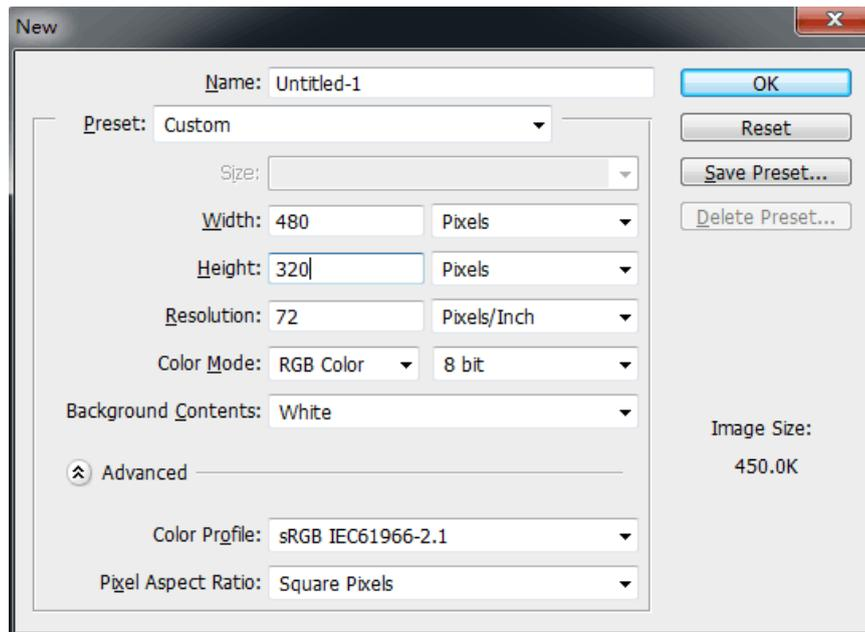 New
Name: Untitled-1
OK
Preset: Custom
Reset
Size:
Save Preset...
Width: 480 Pixels
Delete Preset...
Height: 320 Pixels
Resolution: 72 Pixels/Inch
Color Mode: RGB Color 8 bit
Background Contents: White
Image Size:
450.0K
Advanced
Color Profile: sRGB IEC61966-2.1
Pixel Aspect Ratio: Square Pixels